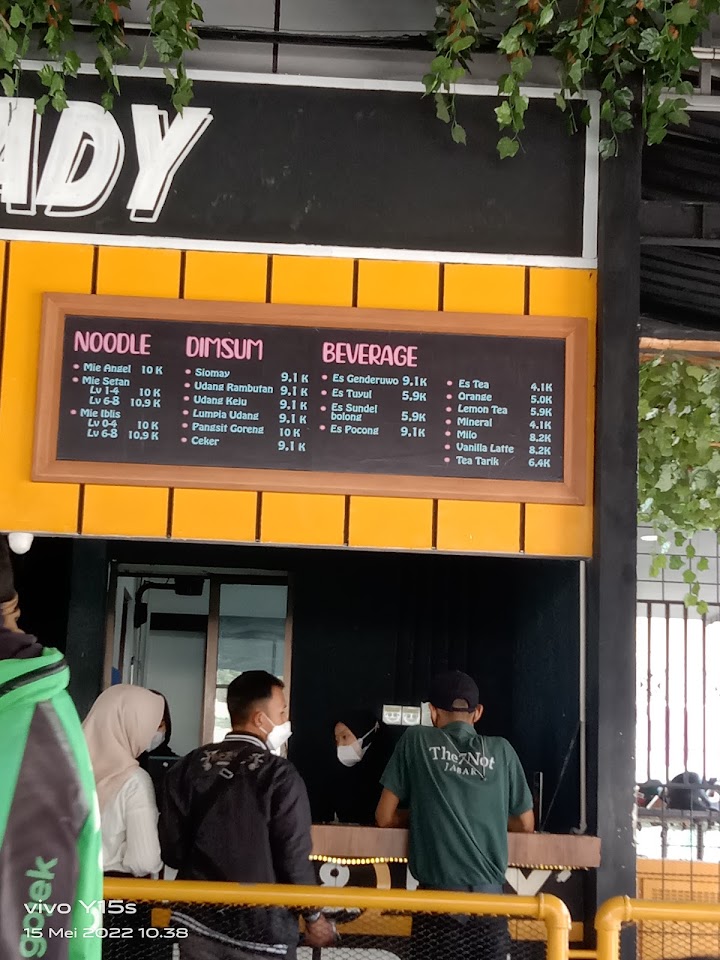 ADY
NOODLE
Mie Angel 10 K
Mie Setan
Lv 1-4 10 K
Lv 6-8 10,9 K
Mie Iblis
Lv 0-4 10 K
Lv 6-8 10,9 K
DIMSUM
Siomay 9.1 K
Udang Rambutan 9.1 K
Udang Keju 9.1 K
Lumpia Udang 9.1 K
Pangsit Goreng 10 K
Ceker 9.1 K
BEVERAGE
Es Genderuwo 9.1K
Es Tuyul 5.9K
Es Sundel
bolong 5.9K
Es Pocong 9.1K
Es Tea 4.1K
Orange 5.0K
Lemon Tea 5.9K
Mineral 4.1K
Milo 8.2K
Vanilla Latte 8.2K
Tea Tarik 6,4K
The Not
JABAR
gojek
vivo Y15s
15 Mei 2022 10.38